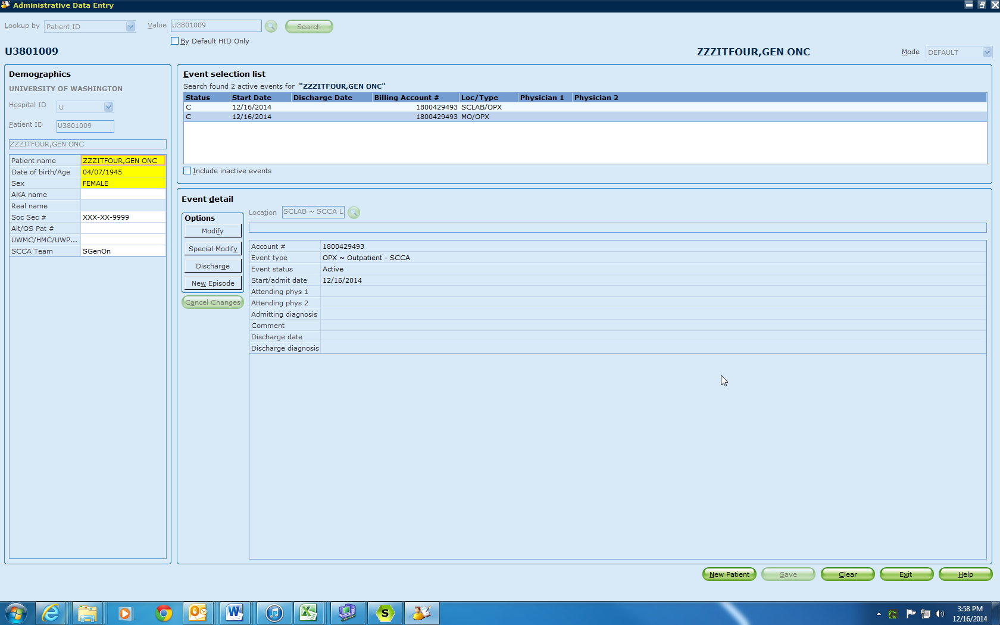 Administrative Data Entry
Lookup by Patient ID Value U3801009 Search
By Default HID Only
U3801009 ZZZITFOUR,GEN ONC Mode DEFAULT
Demographics
UNIVERSITY OF WASHINGTON
Hospital ID U
Patient ID U3801009
ZZZITFOUR,GEN ONC
Patient name ZZZITFOUR,GEN ONC
Date of birth/Age 04/07/1945
Sex FEMALE
AKA name
Real name
Soc Sec # XXX-XX-9999
Alt/OS Pat #
UWMC/HMC/UWP...
SCCA Team SGenOn
Event selection list
Search found 2 active events for "ZZZITFOUR,GEN ONC"
Status Start Date Discharge Date Billing Account # Loc/Type Physician 1 Physician 2
C 12/16/2014 1800429493 SCLAB/OPX
C 12/16/2014 1800429493 MO/OPX
Include inactive events
Event detail
Options
Modify
Special Modify
Discharge
New Episode
Cancel Changes
Location SCLAB ~ SCCA L
Account # 1800429493
Event type OPX ~ Outpatient - SCCA
Event status Active
Start/admit date 12/16/2014
Attending phys 1
Attending phys 2
Admitting diagnosis
Comment
Discharge date
Discharge diagnosis
New Patient Save Clear Exit Help
S
3:58 PM
12/16/2014